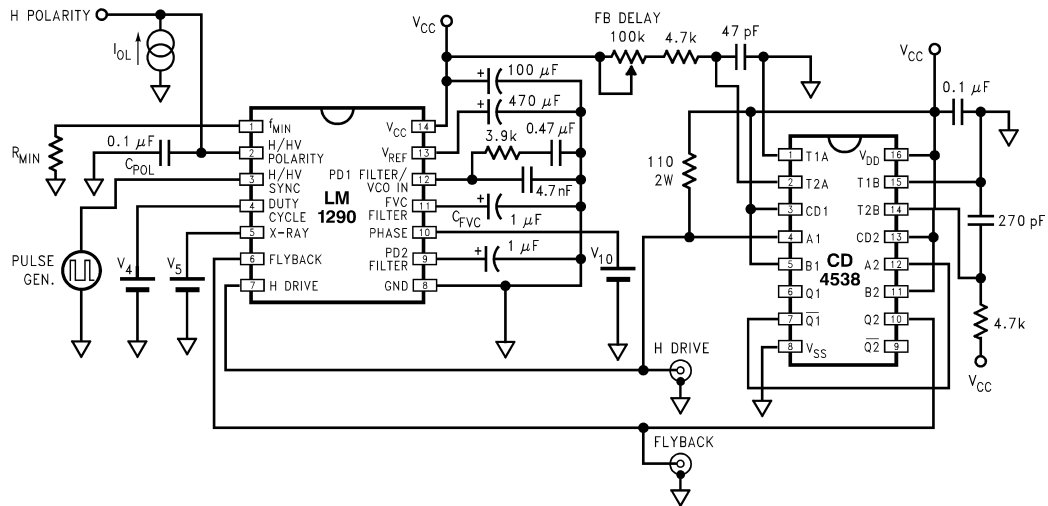 H POLARITY
I_OL
V_CC
FB DELAY
100k
4.7k
47 pF
V_CC
0.1 µF
100 µF
470 µF
3.9k
0.47 µF
4.7nF
C_FVC
1 µF
1 µF
V_10
R_MIN
0.1 µF
C_POL
PULSE
GEN.
V_4
V_5
1
f_MIN
2
H/HV
POLARITY
3
H/HV
SYNC
4
DUTY
CYCLE
5
X-RAY
6
FLYBACK
7
H DRIVE
LM
1290
V_CC
14
V_REF
13
PD1 FILTER/
VCO IN
12
FVC
FILTER
11
PHASE
10
PD2
FILTER
9
GND
8
110
2W
1
T1A
2
T2A
3
CD1
4
A1
5
B1
6
Q1
7
Q1̅
8
V_SS
CD
4538
V_DD
16
T1B
15
T2B
14
CD2
13
A2
12
B2
11
Q2
10
Q2̅
9
270 pF
4.7k
V_CC
H DRIVE
FLYBACK